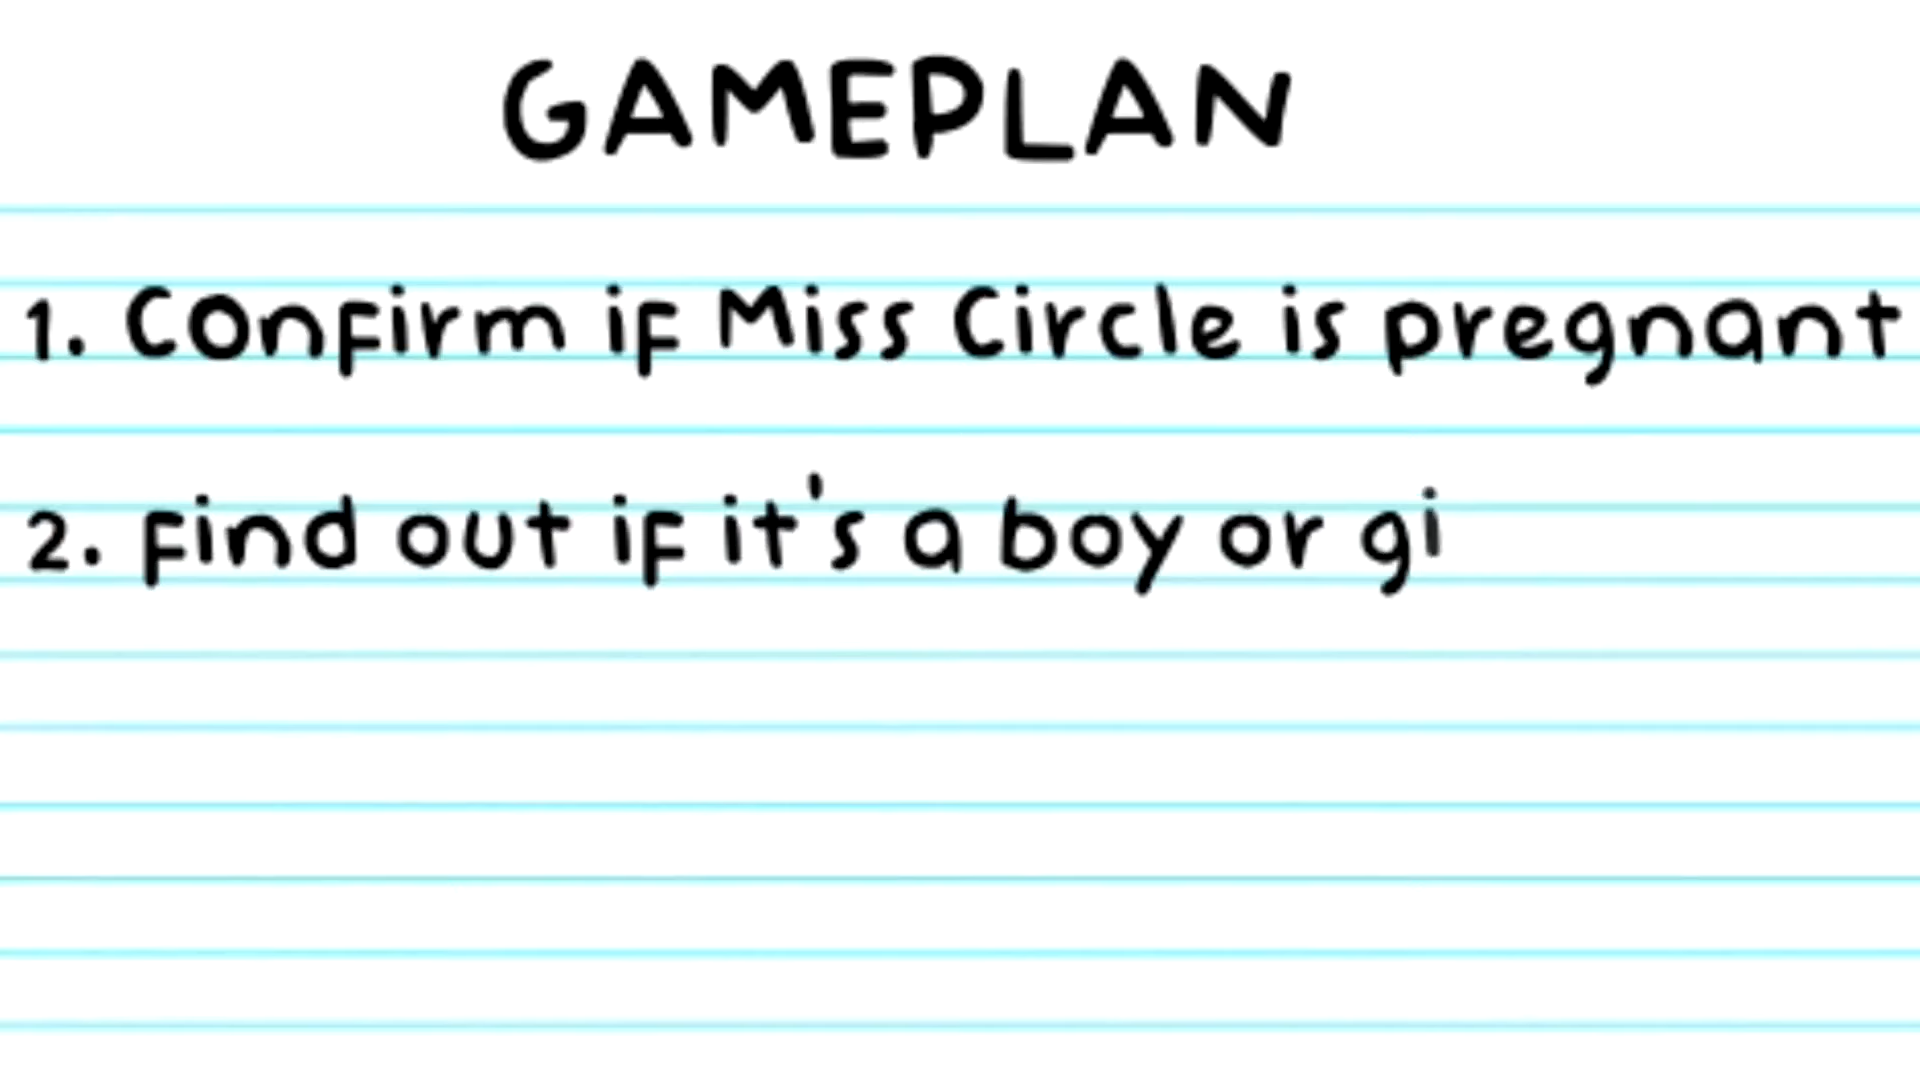 GAMEPLAN
1. Confirm if Miss Circle is pregnant
2. Find out if it's a boy or gi